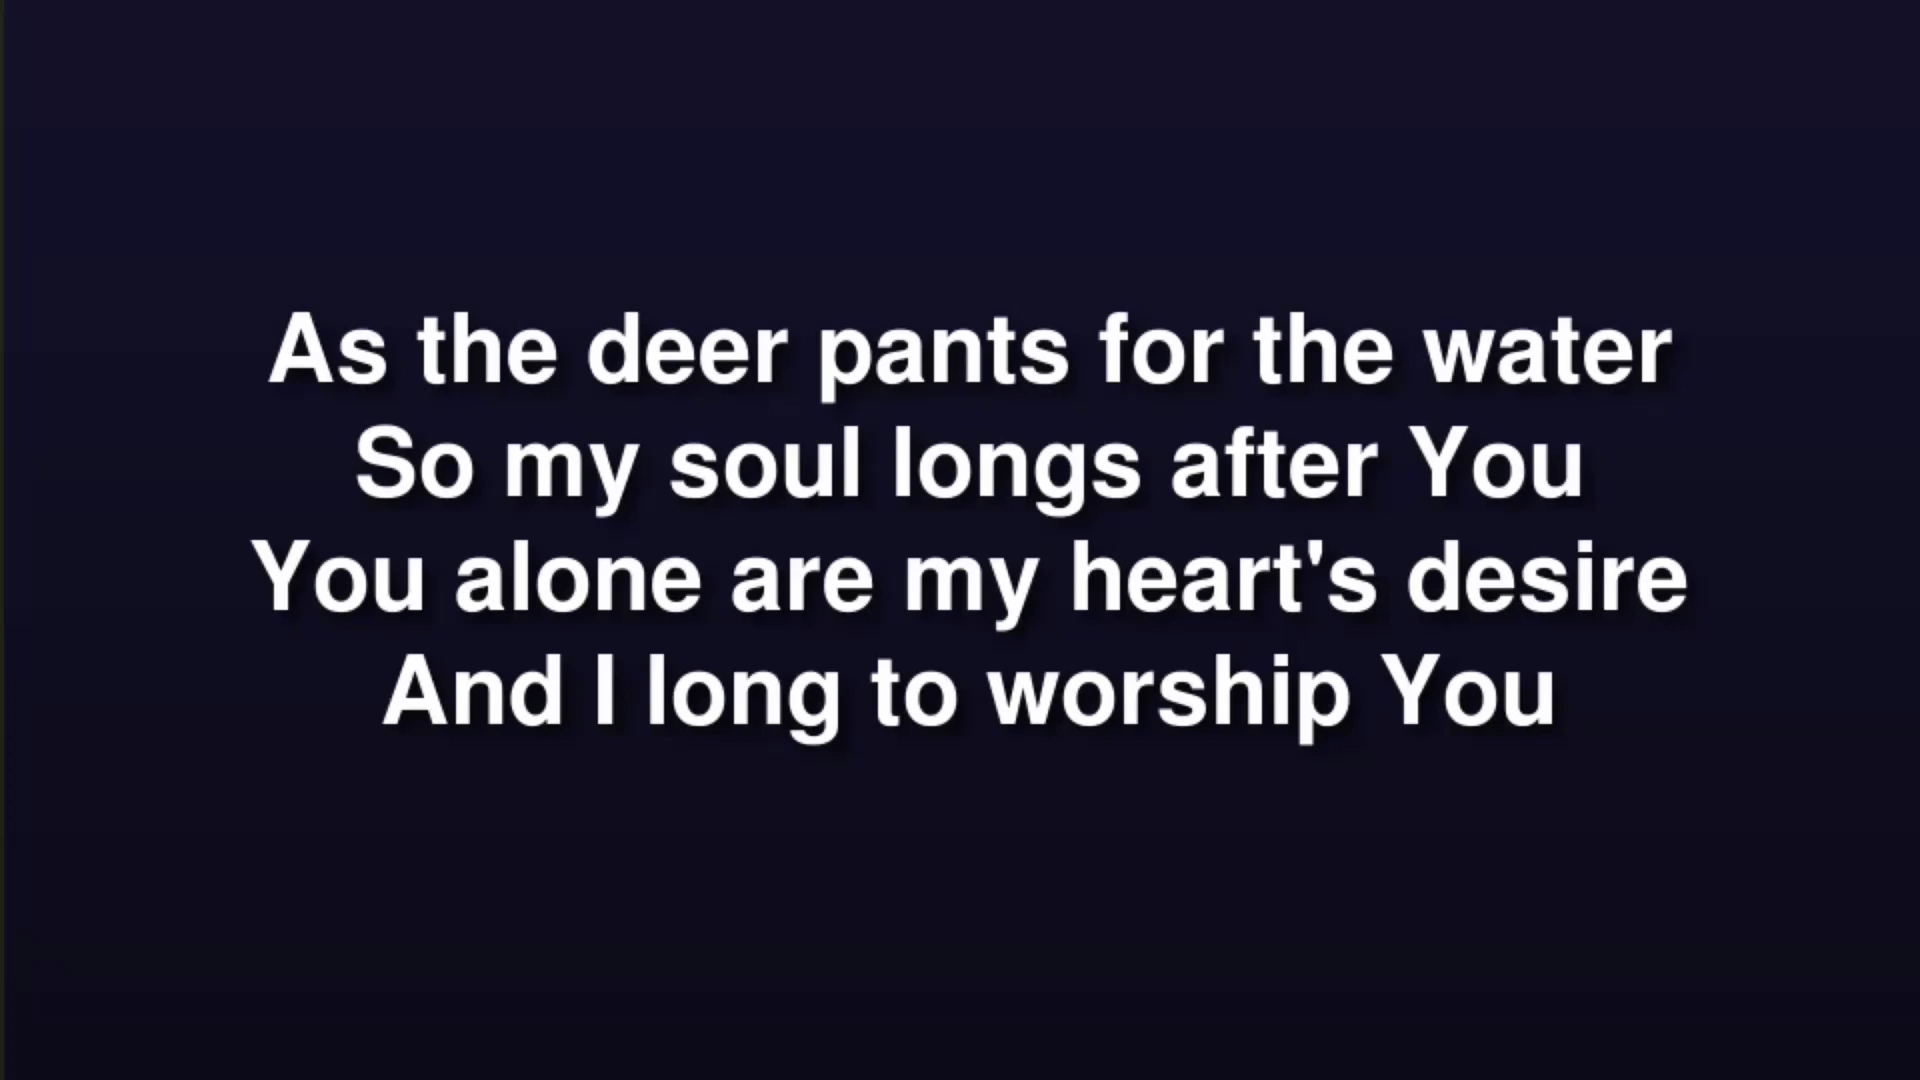 As the deer pants for the water
So my soul longs after You
You alone are my heart's desire
And I long to worship You